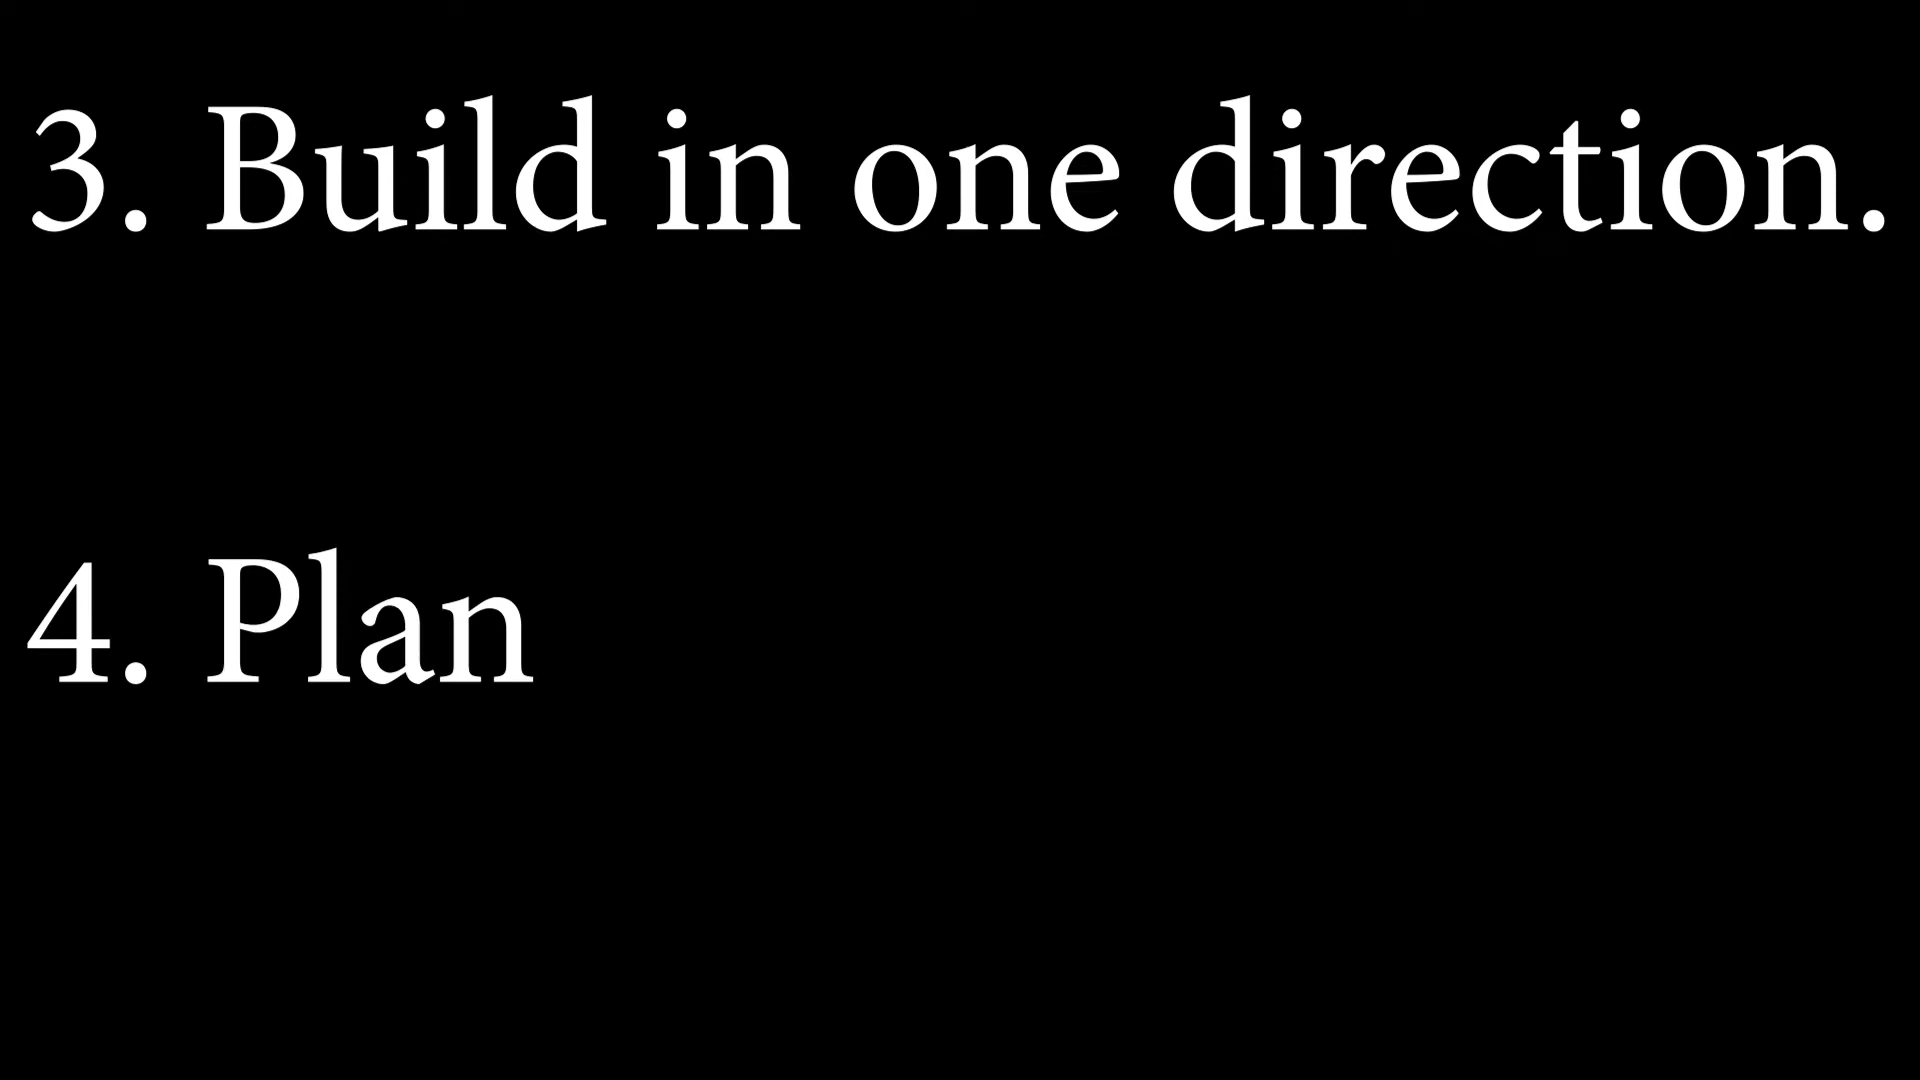 3. Build in one direction.
4. Plan